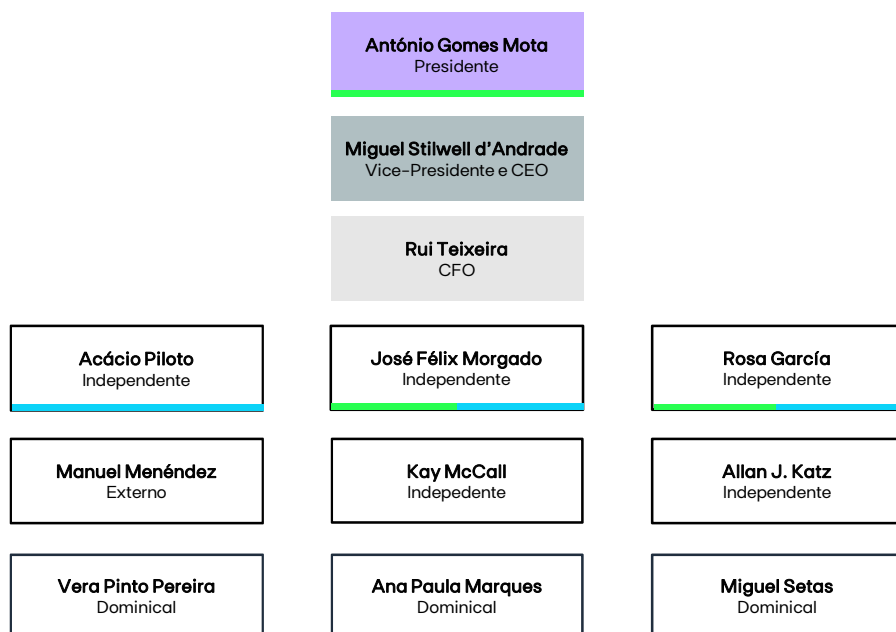 António Gomes Mota
Presidente
Miguel Stilwell d'Andrade
Vice-Presidente e CEO
Rui Teixeira
CFO
Acácio Piloto
Independente
José Félix Morgado
Independente
Rosa García
Independente
Manuel Menéndez
Externo
Kay McCall
Indepedente
Allan J. Katz
Independente
Vera Pinto Pereira
Dominical
Ana Paula Marques
Dominical
Miguel Setas
Dominical